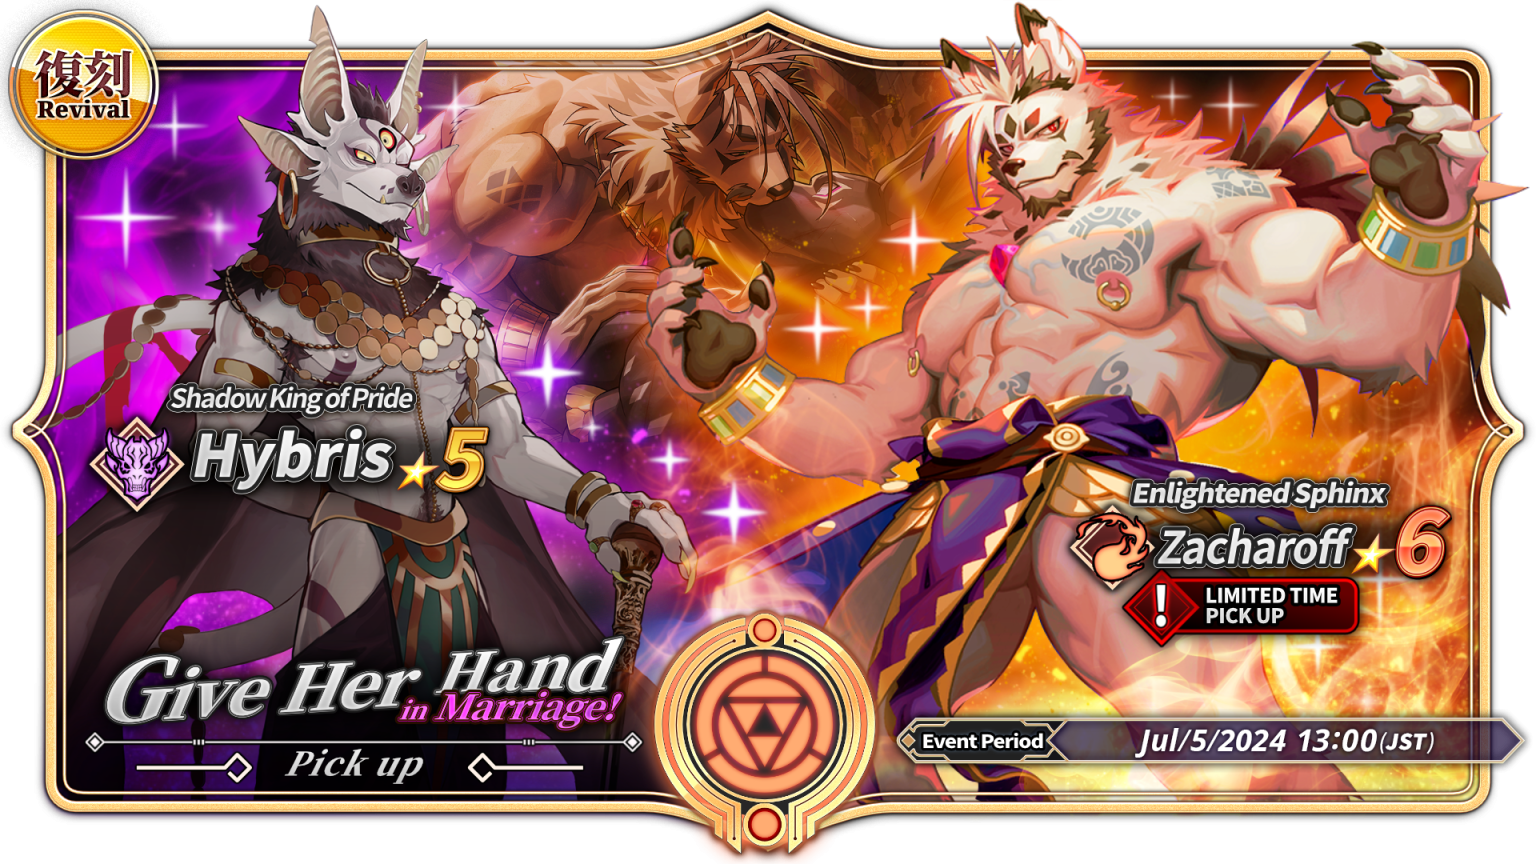 復刻
Revival
Shadow King of Pride
Hybris ★5
Enlightened Sphinx
Zacharoff ★6
LIMITED TIME
PICK UP
Give Her Hand
in Marriage!
Pick up
Event Period
Jul/5/2024 13:00(JST)